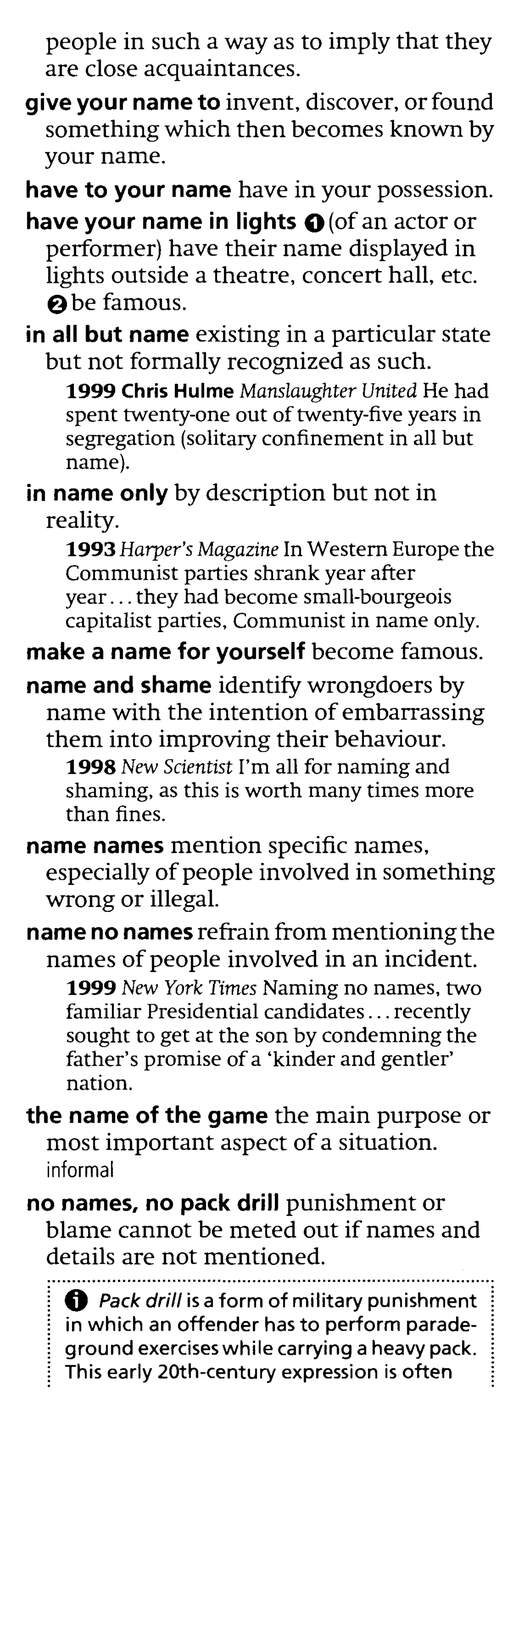 people in such a way as to imply that they
are close acquaintances.
give your name to invent, discover, or found
something which then becomes known by
your name.
have to your name have in your possession.
have your name in lights ❶ (of an actor or
performer) have their name displayed in
lights outside a theatre, concert hall, etc.
❷ be famous.
in all but name existing in a particular state
but not formally recognized as such.
1999 Chris Hulme Manslaughter United He had
spent twenty-one out of twenty-five years in
segregation (solitary confinement in all but
name).
in name only by description but not in
reality.
1993 Harper's Magazine In Western Europe the
Communist parties shrank year after
year...they had become small-bourgeois
capitalist parties, Communist in name only.
make a name for yourself become famous.
name and shame identify wrongdoers by
name with the intention of embarrassing
them into improving their behaviour.
1998 New Scientist I'm all for naming and
shaming, as this is worth many times more
than fines.
name names mention specific names,
especially of people involved in something
wrong or illegal.
name no names refrain from mentioning the
names of people involved in an incident.
1999 New York Times Naming no names, two
familiar Presidential candidates...recently
sought to get at the son by condemning the
father's promise of a 'kinder and gentler'
nation.
the name of the game the main purpose or
most important aspect of a situation.
informal
no names, no pack drill punishment or
blame cannot be meted out if names and
details are not mentioned.
i Pack drill is a form of military punishment
in which an offender has to perform parade-
ground exercises while carrying a heavy pack.
This early 20th-century expression is often